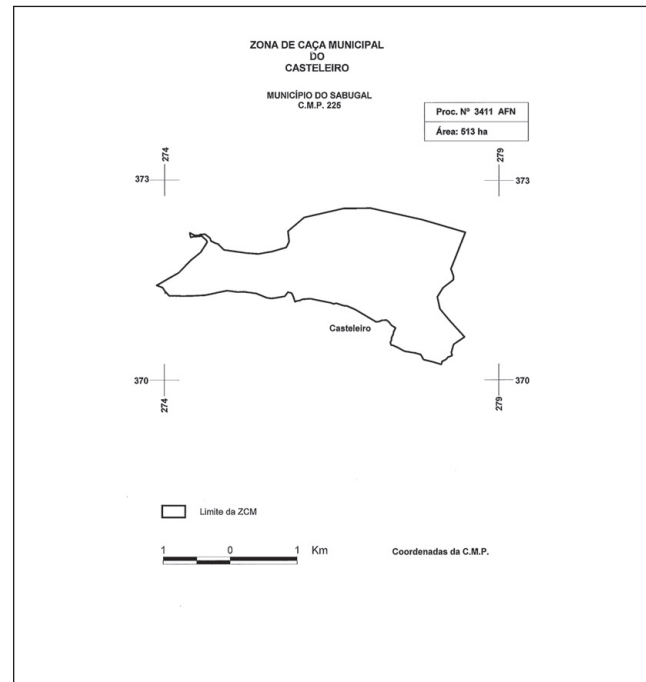 ZONA DE CAÇA MUNICIPAL
DO
CASTELEIRO
MUNICÍPIO DO SABUGAL
C.M.P. 225
Proc. Nº 3411 AFN
Área: 513 ha
274
279
373
373
Casteleiro
370
370
274
279
Limite da ZCM
1 0 1 Km
Coordenadas da C.M.P.